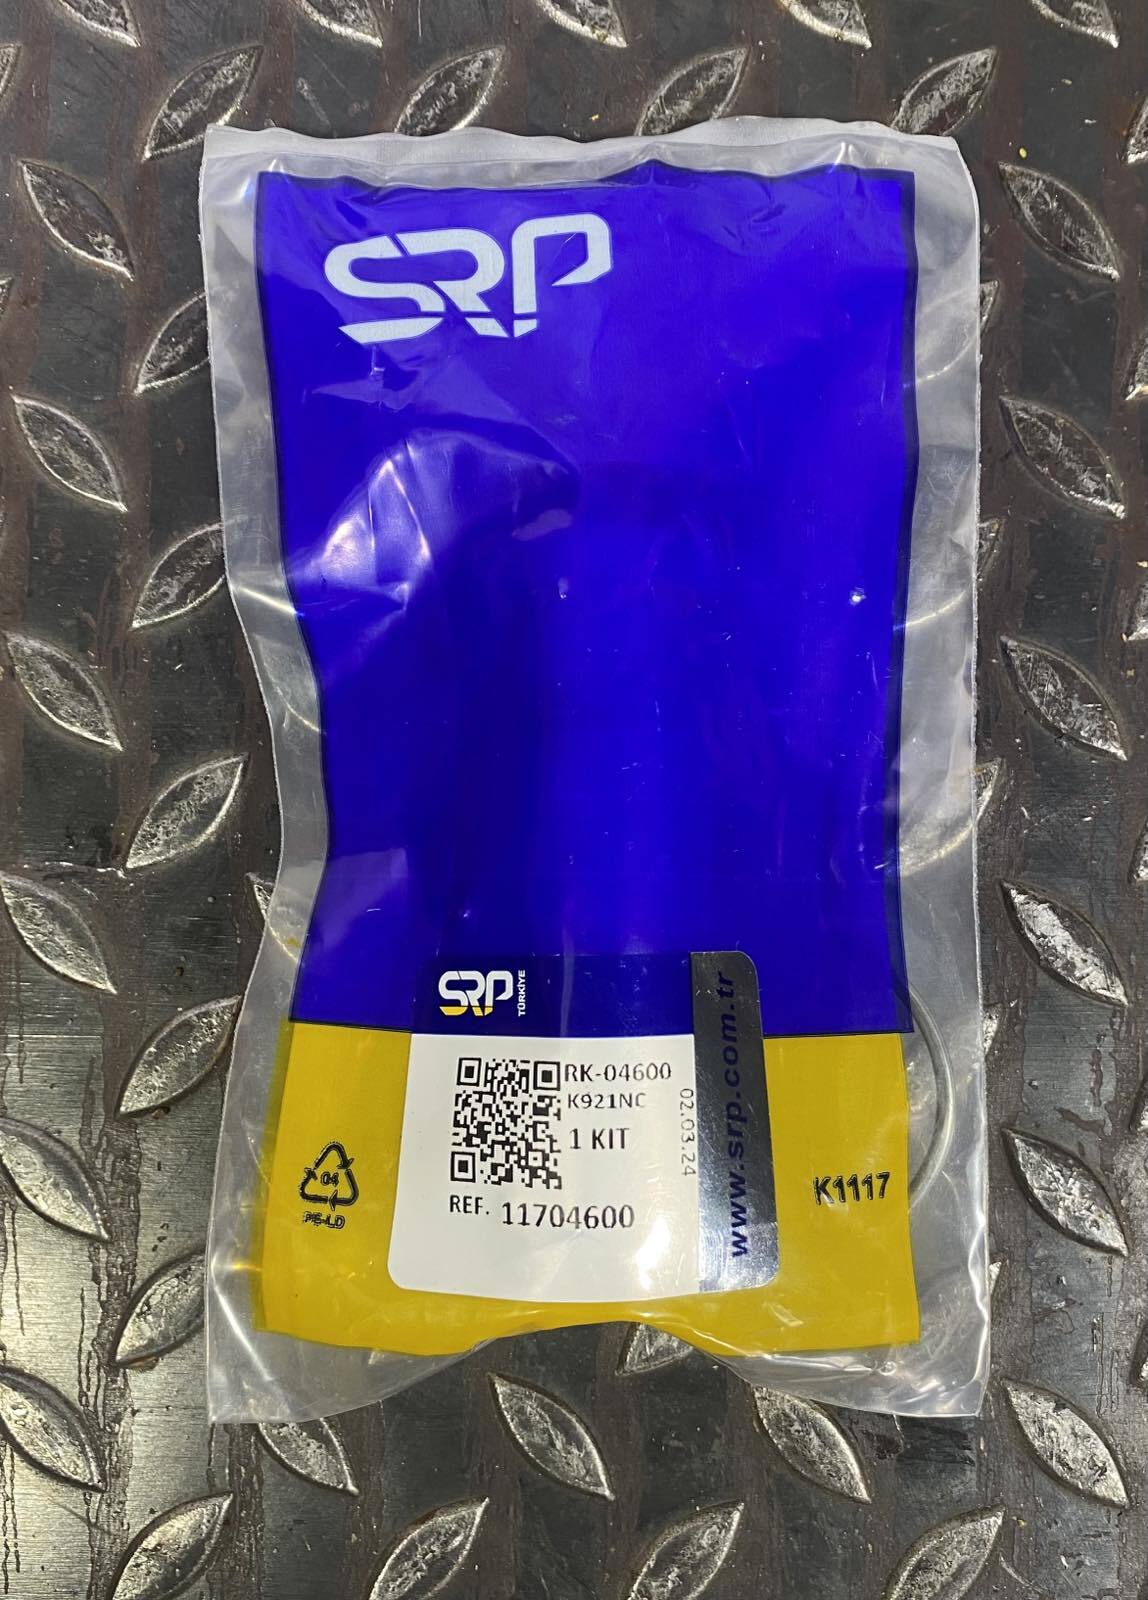 SRP
SRP
TÜRKİYE
RK-04600
K921NC
1 KIT
02.03.24
REF. 11704600
www.srp.com.tr
04
PE-LD
K1117